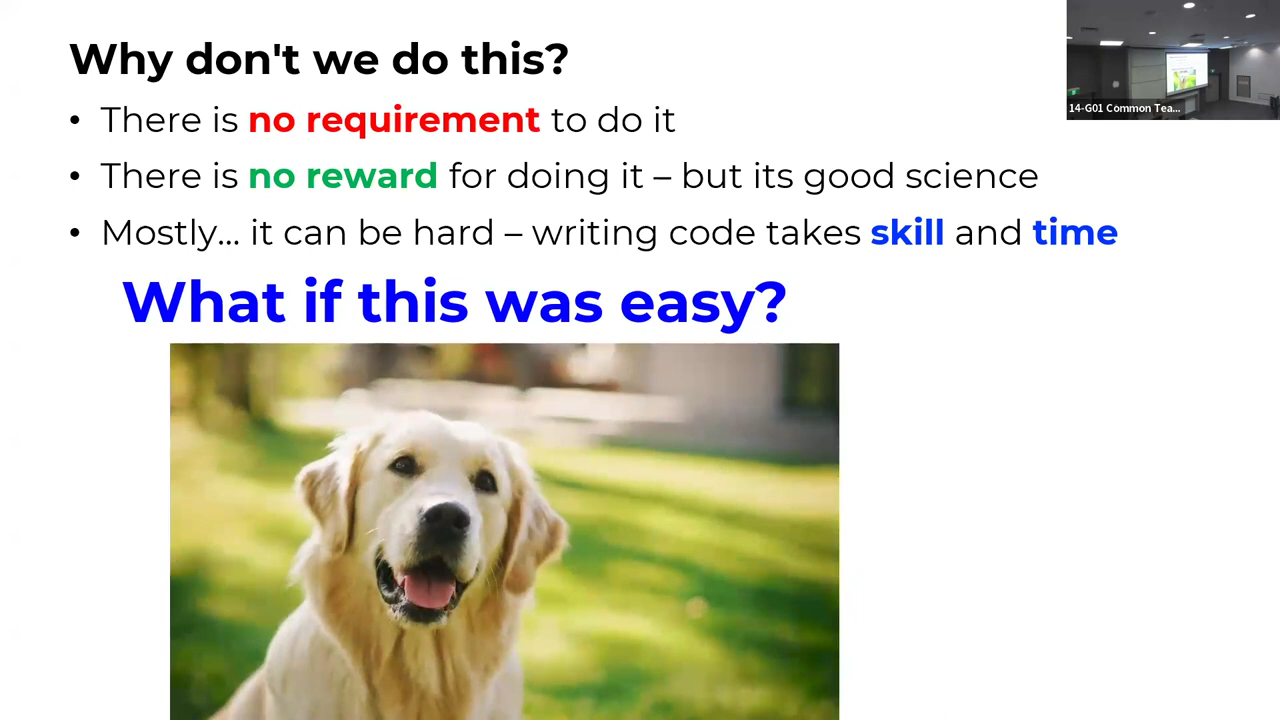 Why don't we do this?
• There is no requirement to do it
• There is no reward for doing it – but its good science
• Mostly... it can be hard – writing code takes skill and time
What if this was easy?
14-G01 Common Tea...